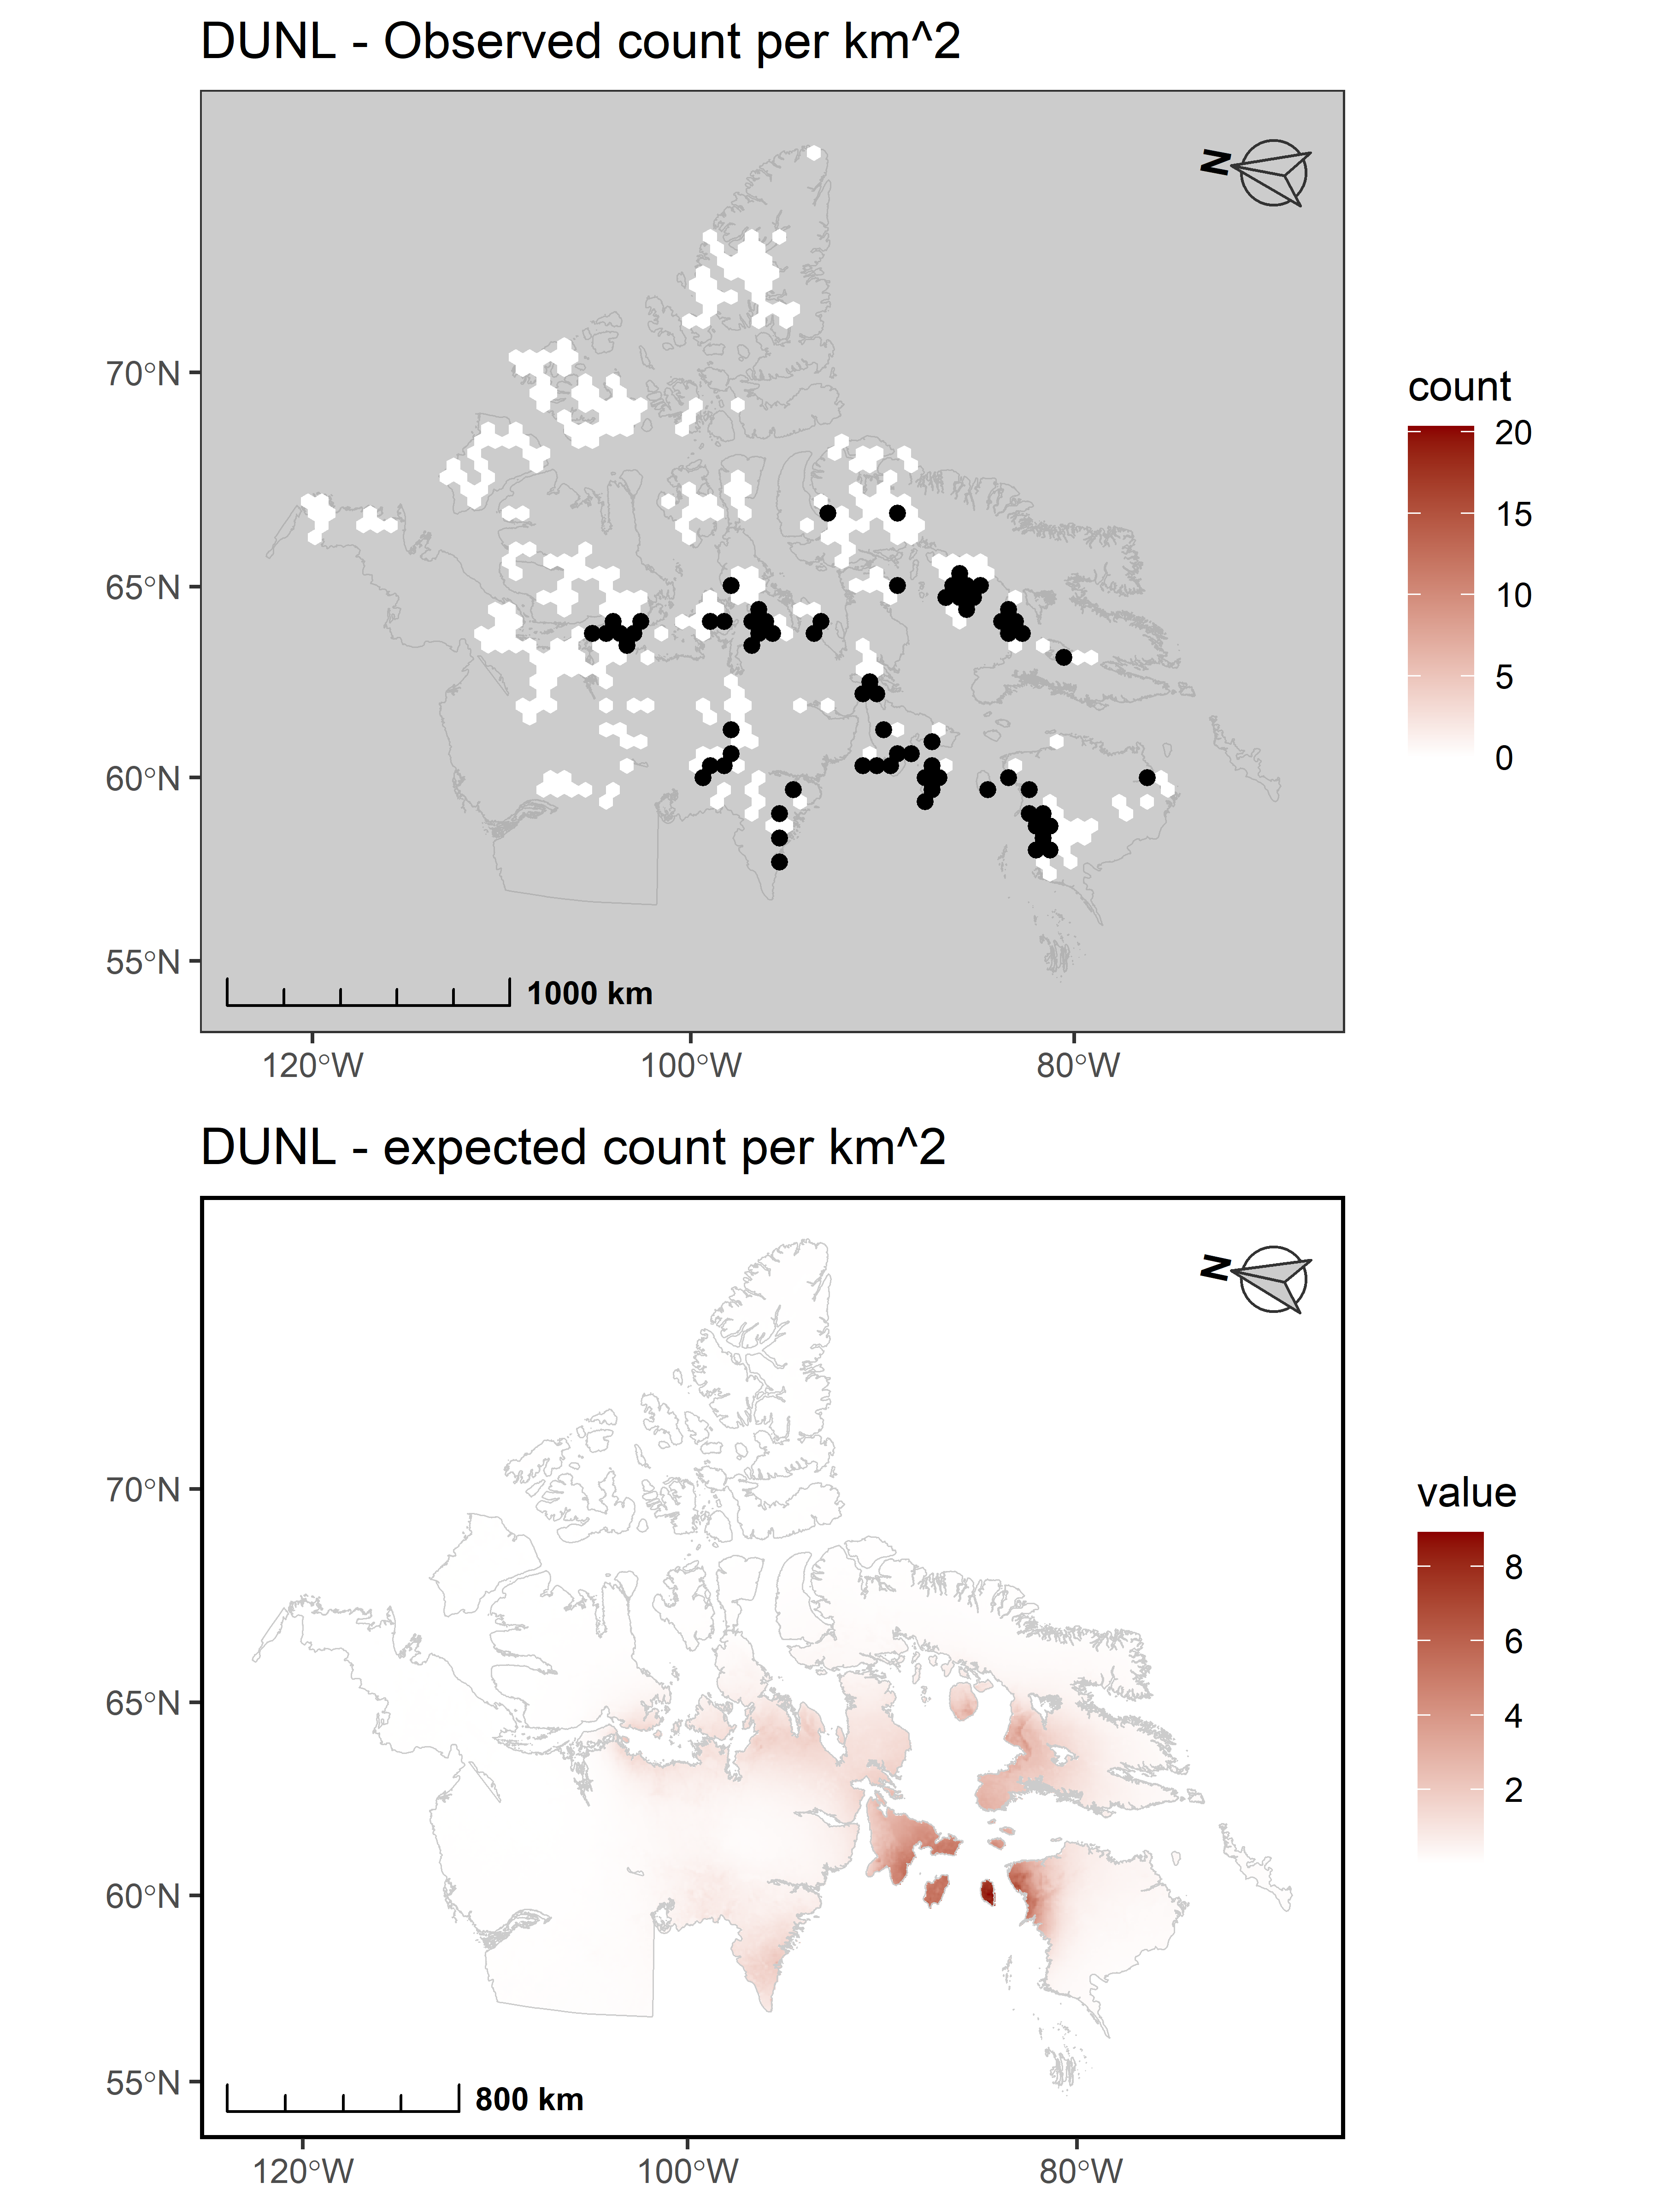 DUNL - Observed count per km^2
N
70°N
65°N
60°N
55°N
1000 km
120°W 100°W 80°W
count
20
15
10
5
0
DUNL - expected count per km^2
N
70°N
65°N
60°N
55°N
800 km
120°W 100°W 80°W
value
8
6
4
2